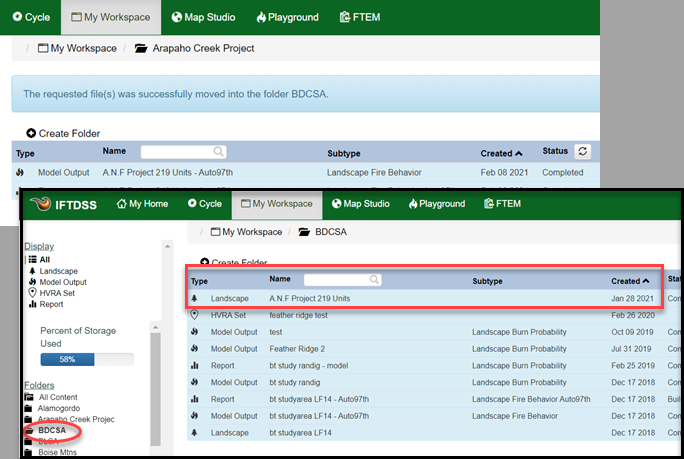 Cycle My Workspace Map Studio Playground FTEM
/ My Workspace / Arapaho Creek Project
The requested file(s) was successfully moved into the folder BDCSA.
Create Folder
Type Name Subtype Created Status
Model Output A.N.F Project 219 Units - Auto97th Landscape Fire Behavior Feb 08 2021 Completed
IFTDSS My Home Cycle My Workspace Map Studio Playground FTEM
/ My Workspace / BDCSA
Display
All
Landscape
Model Output
HVRA Set
Report
Percent of Storage
Used
58%
Folders
All Content
Alamogordo
Arapaho Creek Projec
BDCSA
BLSA
Boise Mtns
Create Folder
Type Name Subtype Created Stat
Landscape A.N.F Project 219 Units Jan 28 2021 Con
HVRA Set feather ridge test Feb 26 2020
Model Output test Landscape Burn Probability Oct 09 2019 Con
Model Output Feather Ridge 2 Landscape Burn Probability Jul 31 2019 Con
Report bt study randig - model Landscape Burn Probability Feb 25 2019 Con
Model Output bt study randig Landscape Burn Probability Dec 17 2018 Con
Report bt studyarea LF14 - Auto97th Landscape Fire Behavior Auto97th Dec 17 2018 Buil
Model Output bt studyarea LF14 - Auto97th Landscape Fire Behavior Dec 17 2018 Con
Landscape bt studyarea LF14 Dec 17 2018 Con